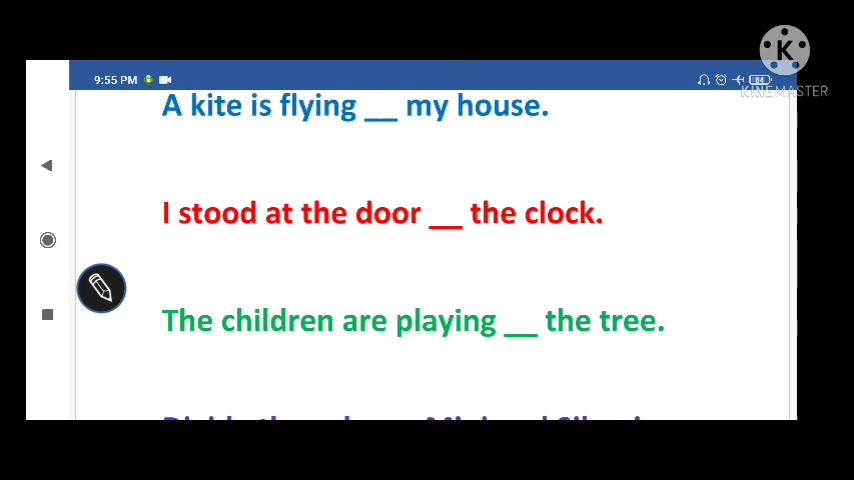 9:55 PM
84
K
KINEMASTER
A kite is flying __ my house.
I stood at the door __ the clock.
The children are playing __ the tree.